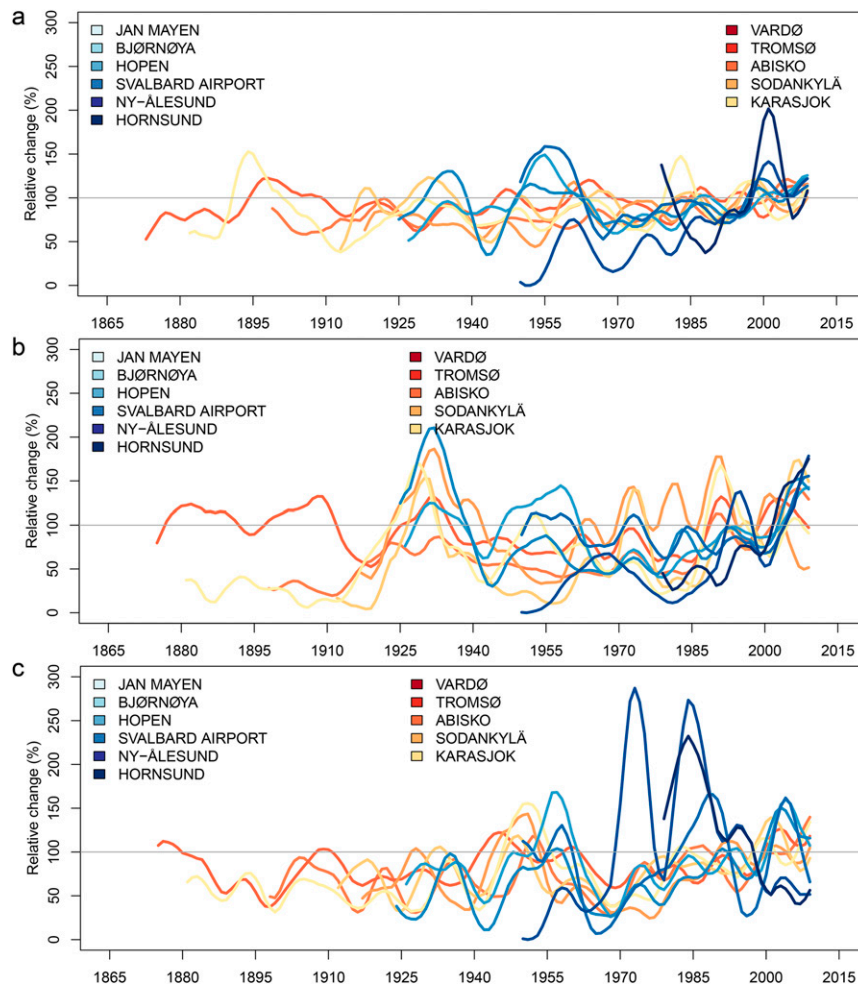 a
300
250
200
150
100
50
0
Relative change (%)
JAN MAYEN
BJØRNØYA
HOPEN
SVALBARD AIRPORT
NY−ÅLESUND
HORNSUND
VARDØ
TROMSØ
ABISKO
SODANKYLÄ
KARASJOK
1865 1880 1895 1910 1925 1940 1955 1970 1985 2000 2015
b
300
250
200
150
100
50
0
Relative change (%)
JAN MAYEN
BJØRNØYA
HOPEN
SVALBARD AIRPORT
NY−ÅLESUND
HORNSUND
VARDØ
TROMSØ
ABISKO
SODANKYLÄ
KARASJOK
1865 1880 1895 1910 1925 1940 1955 1970 1985 2000 2015
c
300
250
200
150
100
50
0
Relative change (%)
JAN MAYEN
BJØRNØYA
HOPEN
SVALBARD AIRPORT
NY−ÅLESUND
HORNSUND
VARDØ
TROMSØ
ABISKO
SODANKYLÄ
KARASJOK
1865 1880 1895 1910 1925 1940 1955 1970 1985 2000 2015